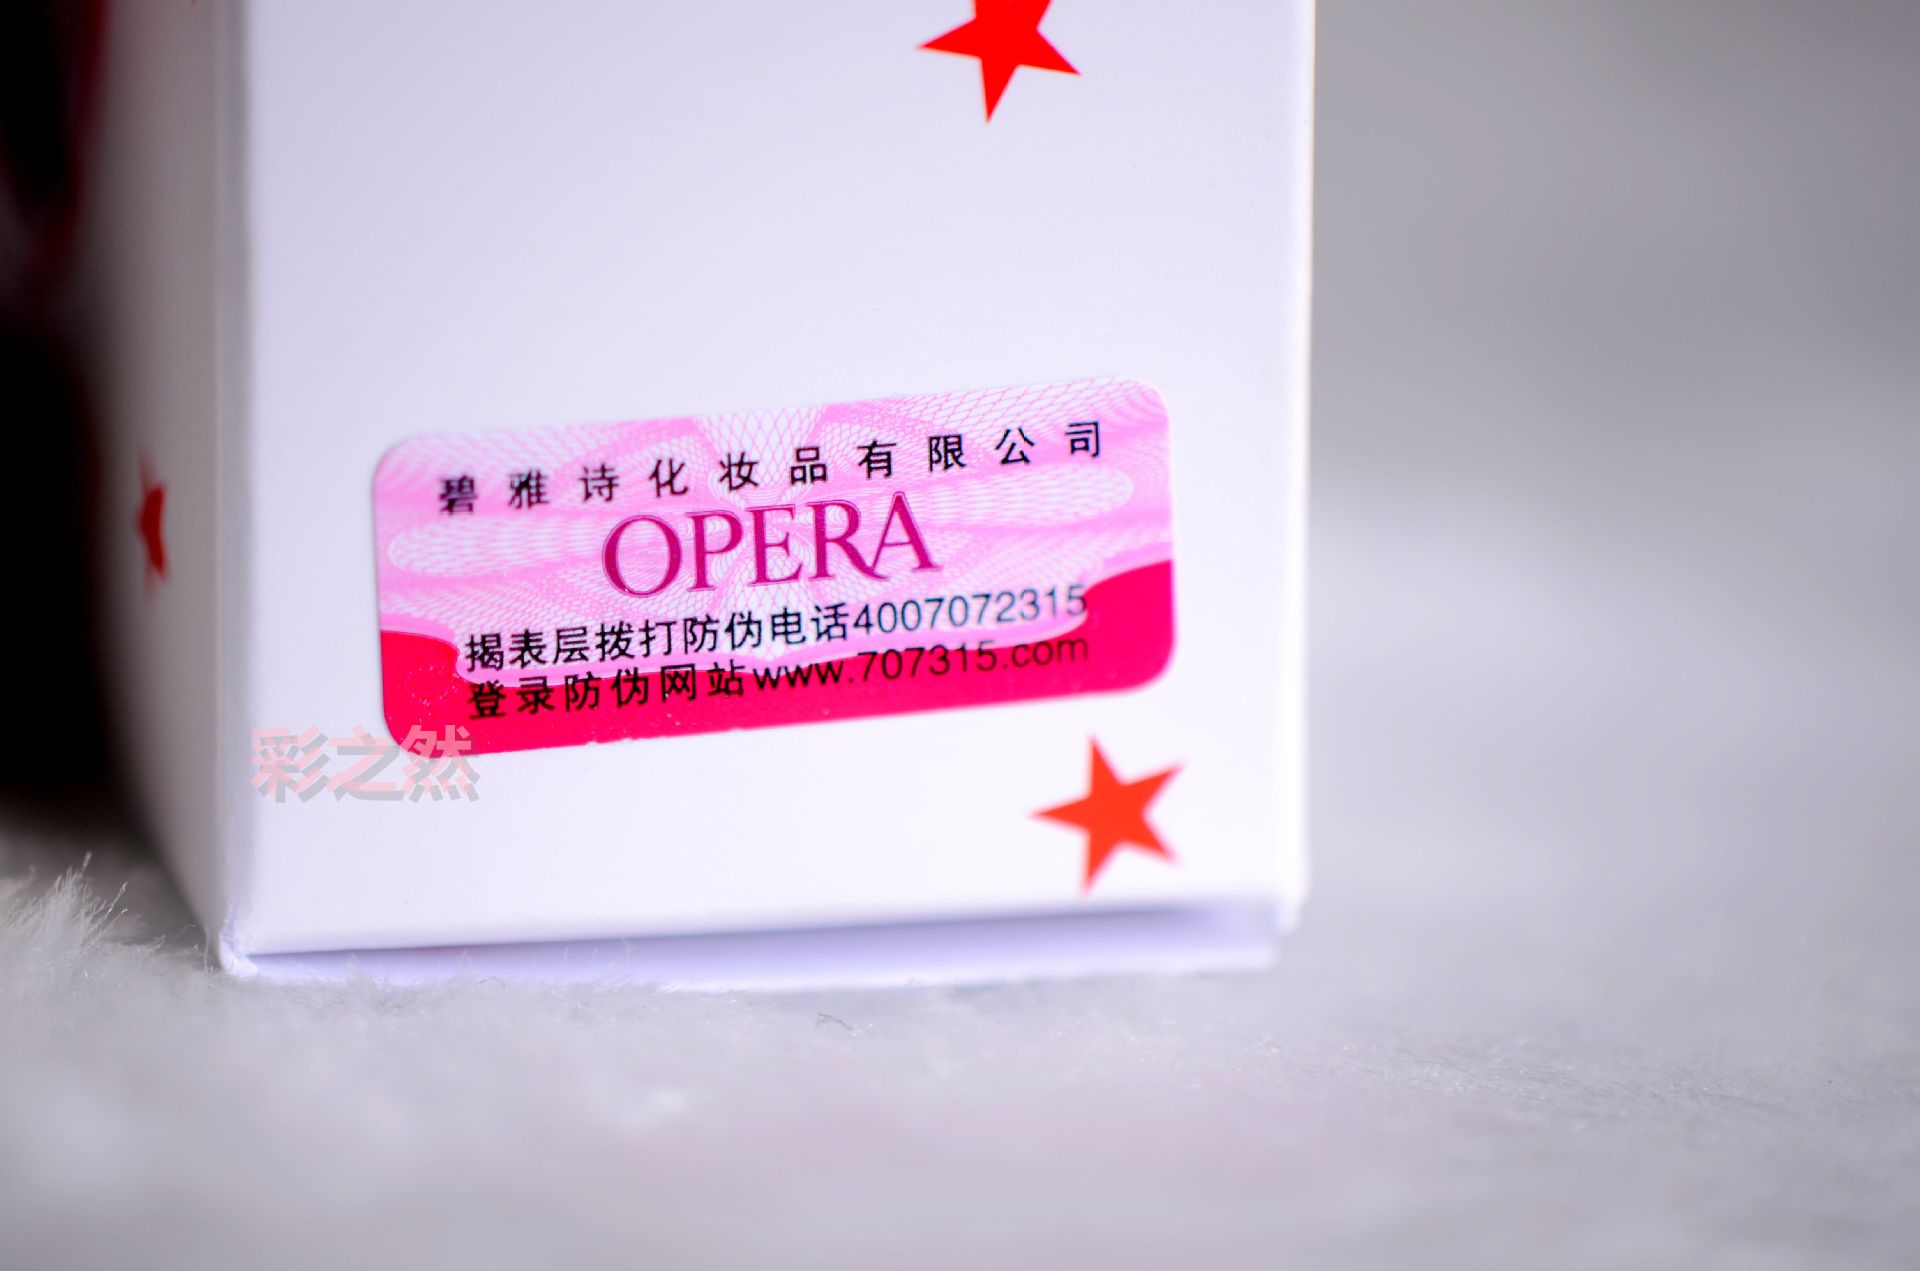 碧雅诗化妆品有限公司
OPERA
揭表层拨打防伪电话4007072315
登录防伪网站www.707315.com
彩之然